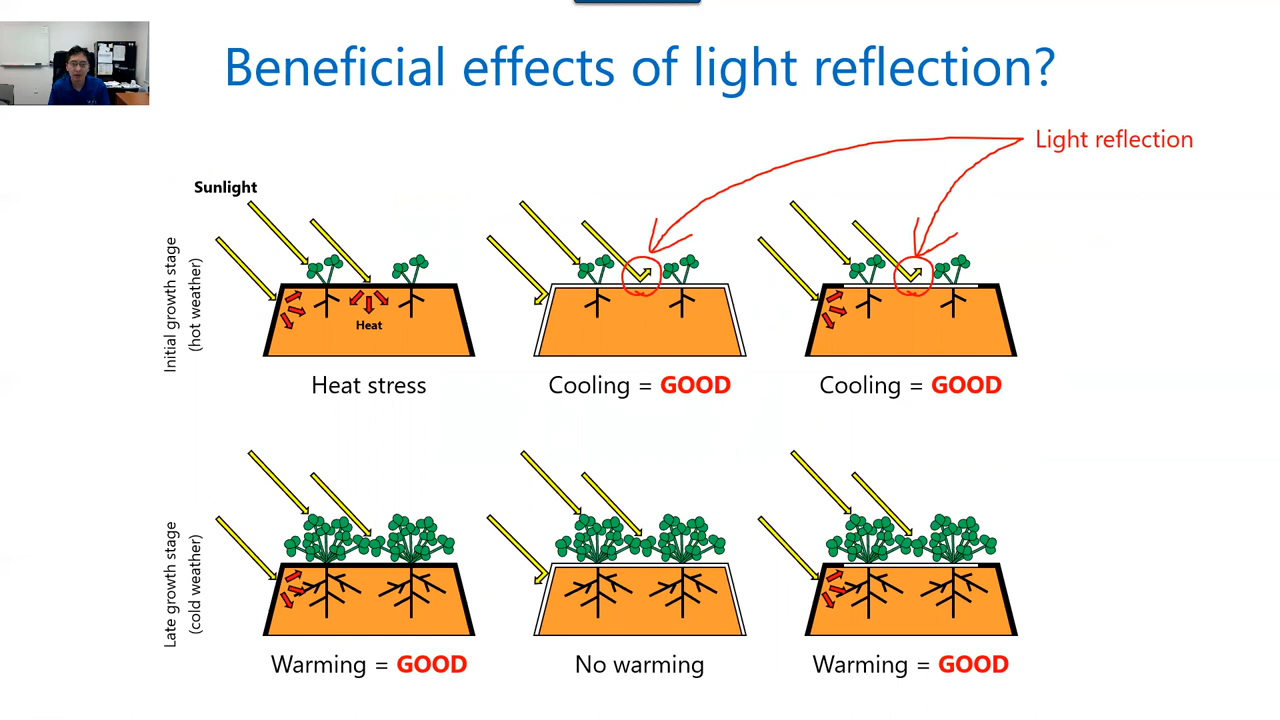 Beneficial effects of light reflection?
Light reflection
Sunlight
Initial growth stage
(hot weather)
Heat
Heat stress
Cooling = GOOD
Cooling = GOOD
Late growth stage
(cold weather)
Warming = GOOD
No warming
Warming = GOOD